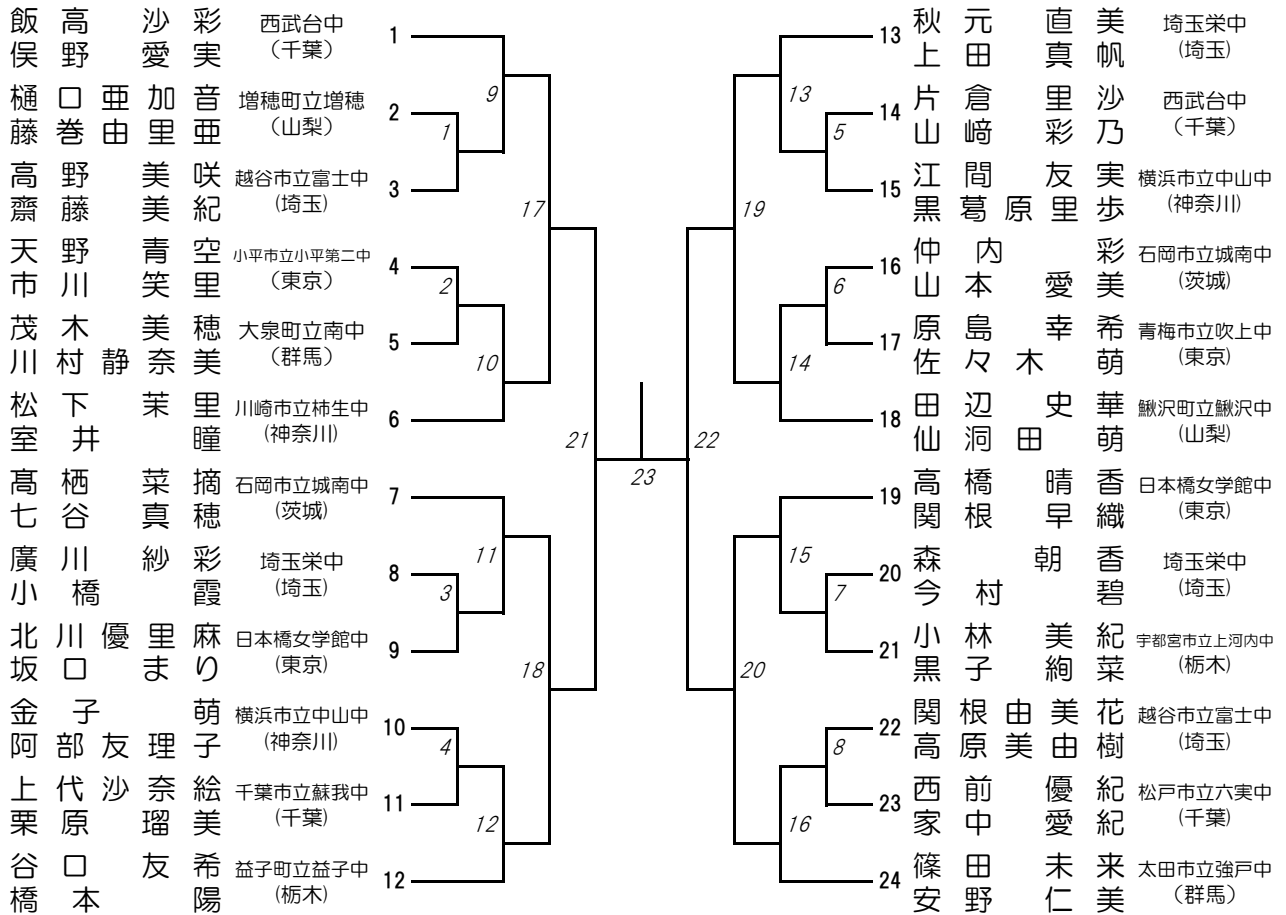 飯高沙彩 西武台中 1
俣野愛実 （千葉）
樋口亜加音 増穂町立増穂 2
藤巻由里亜 （山梨）
高野美咲 越谷市立富士中 3
齋藤美紀 (埼玉)
天野青空 小平市立小平第二中 4
市川笑里 （東京）
茂木美穂 大泉町立南中 5
川村静奈美 （群馬）
松下茉里 川崎市立柿生中 6
室井瞳 (神奈川)
髙栖菜摘 石岡市立城南中 7
七谷真穂 (茨城)
廣川紗彩 埼玉栄中 8
小橋霞 (埼玉)
北川優里麻 日本橋女学館中 9
坂口まり (東京)
金子萌 横浜市立中山中 10
阿部友理子 (神奈川)
上代沙奈絵 千葉市立蘇我中 11
栗原瑠美 (千葉)
谷口友希 益子町立益子中 12
橋本陽 (栃木)
9
1
17
2
10
21
11
3
18
4
12
23
13
5
19
6
14
22
15
7
20
8
16
13 秋元直美 埼玉栄中
上田真帆 (埼玉)
14 片倉里沙 西武台中
山﨑彩乃 （千葉）
15 江間友実 横浜市立中山中
黒葛原里歩 (神奈川)
16 仲内彩 石岡市立城南中
山本愛美 (茨城)
17 原島幸希 青梅市立吹上中
佐々木萌 (東京)
18 田辺史華 鰍沢町立鰍沢中
仙洞田萌 (山梨)
19 高橋晴香 日本橋女学館中
関根早織 (東京)
20 森朝香 埼玉栄中
今村碧 (埼玉)
21 小林美紀 宇都宮市立上河内中
黒子絢菜 (栃木)
22 関根由美花 越谷市立富士中
高原美由樹 (埼玉)
23 西前優紀 松戸市立六実中
家中愛紀 (千葉)
24 篠田未来 太田市立強戸中
安野仁美 （群馬）